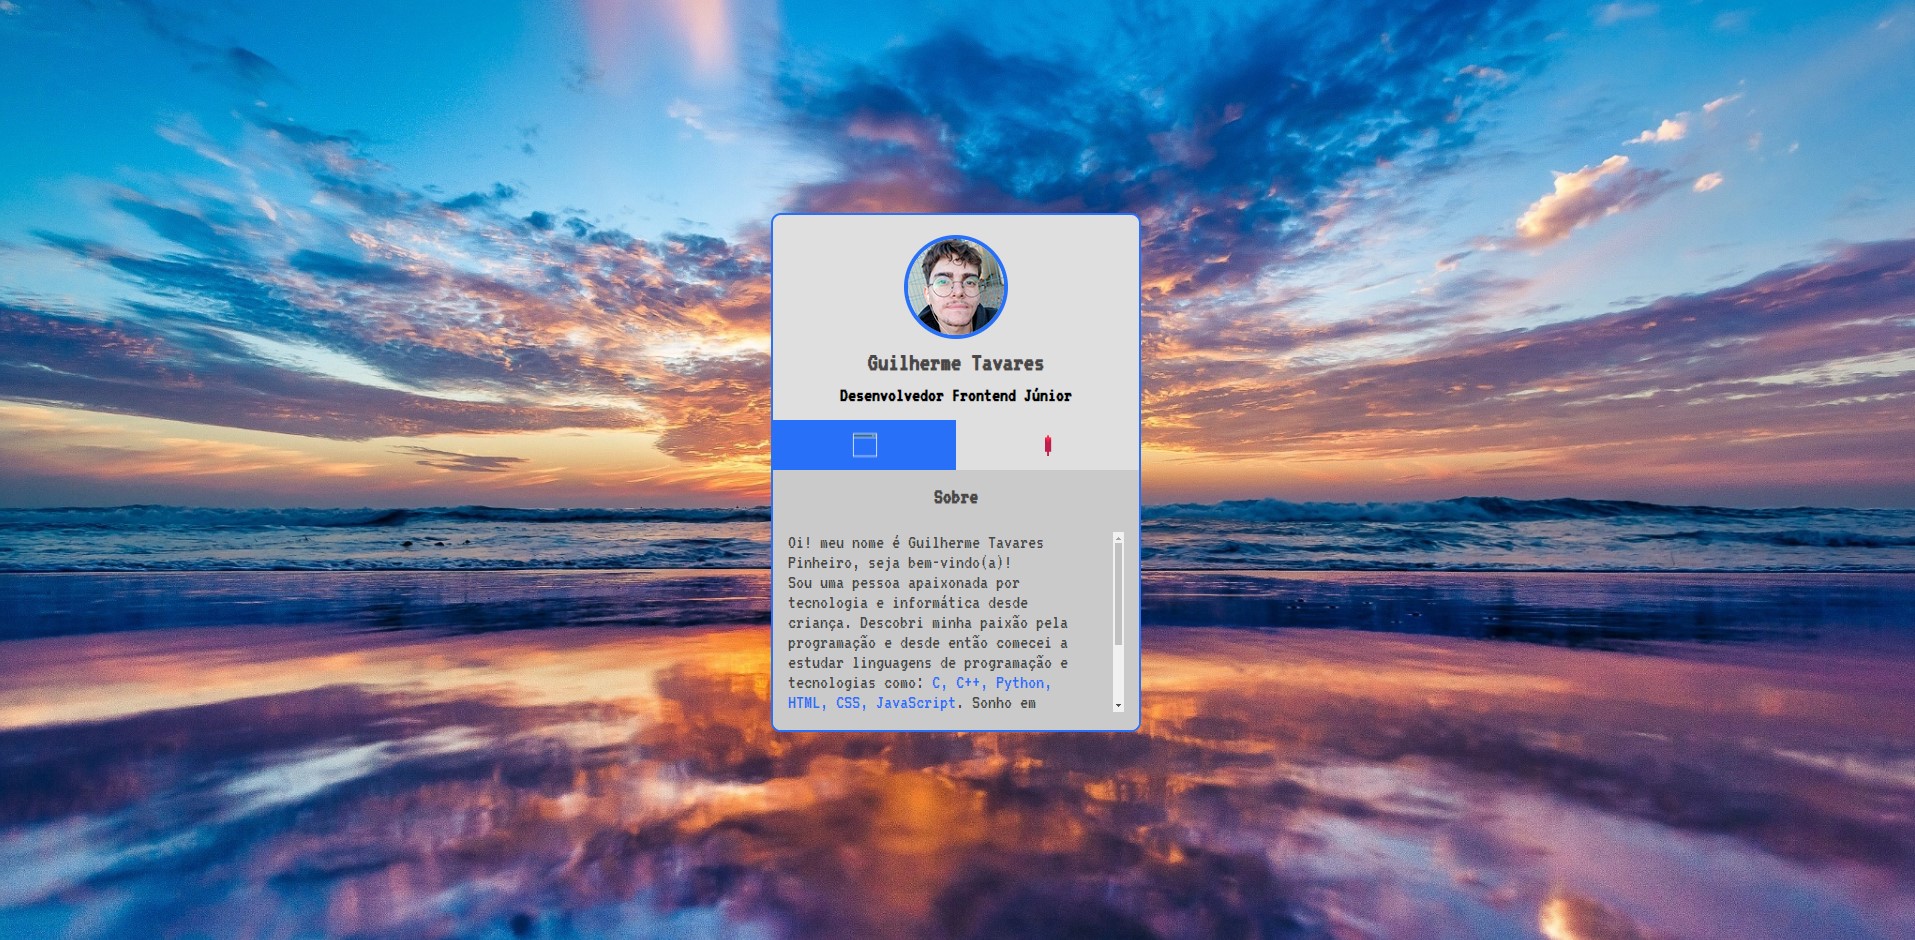 Guilherme Tavares
Desenvolvedor Frontend Júnior
Sobre
Oi! meu nome é Guilherme Tavares
Pinheiro, seja bem-vindo(a)!
Sou uma pessoa apaixonada por
tecnologia e informática desde
criança. Descobri minha paixão pela
programação e desde então comecei a
estudar linguagens de programação e
tecnologias como: C, C++, Python,
HTML, CSS, JavaScript. Sonho em